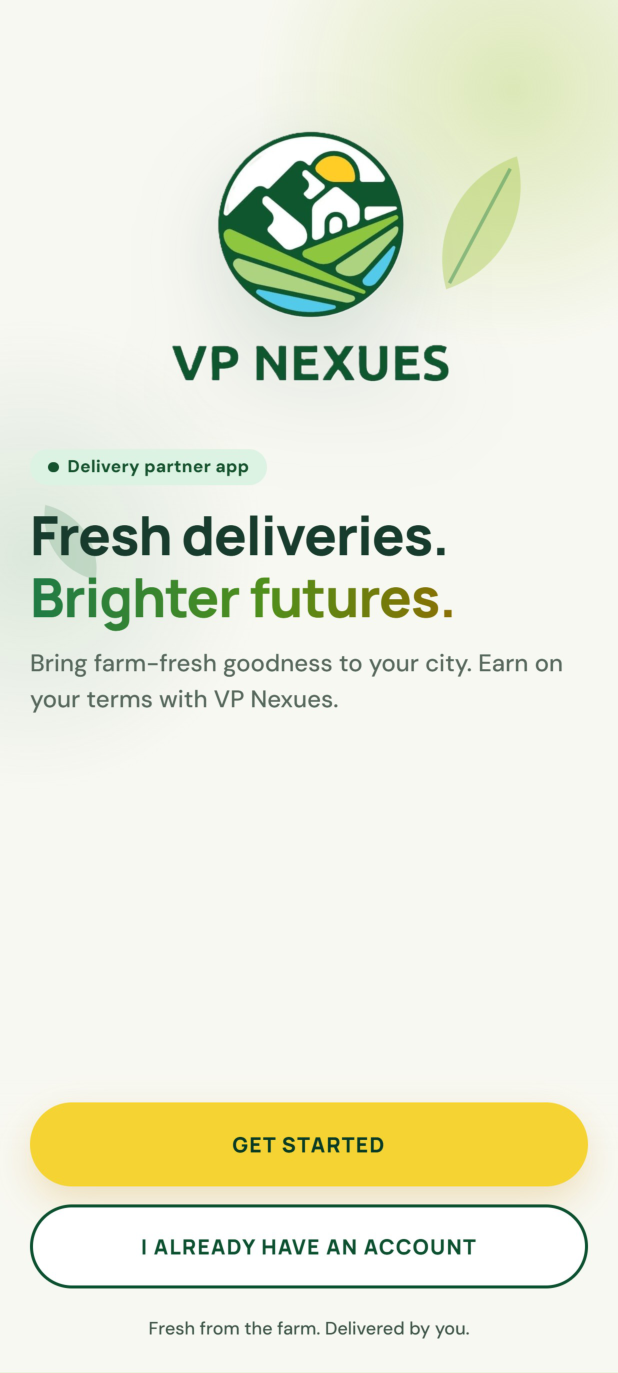 VP NEXUES
Delivery partner app
Fresh deliveries.
Brighter futures.
Bring farm-fresh goodness to your city. Earn on
your terms with VP Nexues.
GET STARTED
I ALREADY HAVE AN ACCOUNT
Fresh from the farm. Delivered by you.